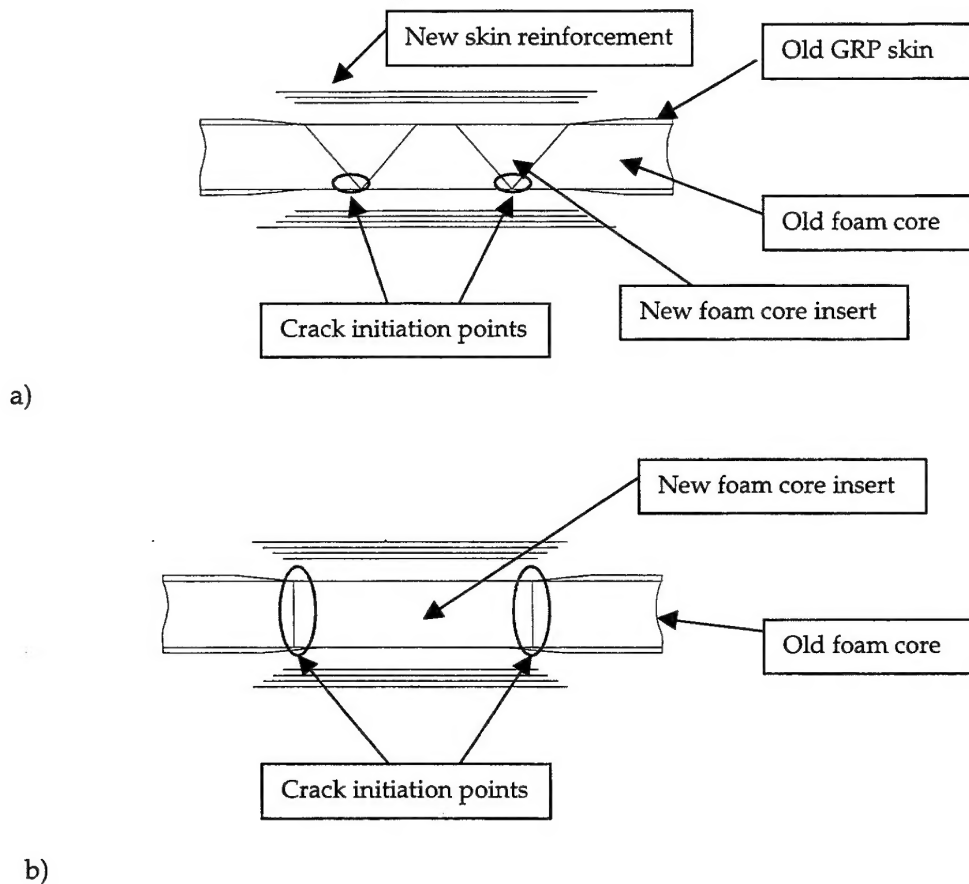 New skin reinforcement
Old GRP skin
Old foam core
New foam core insert
Crack initiation points
a)
New foam core insert
Old foam core
Crack initiation points
b)